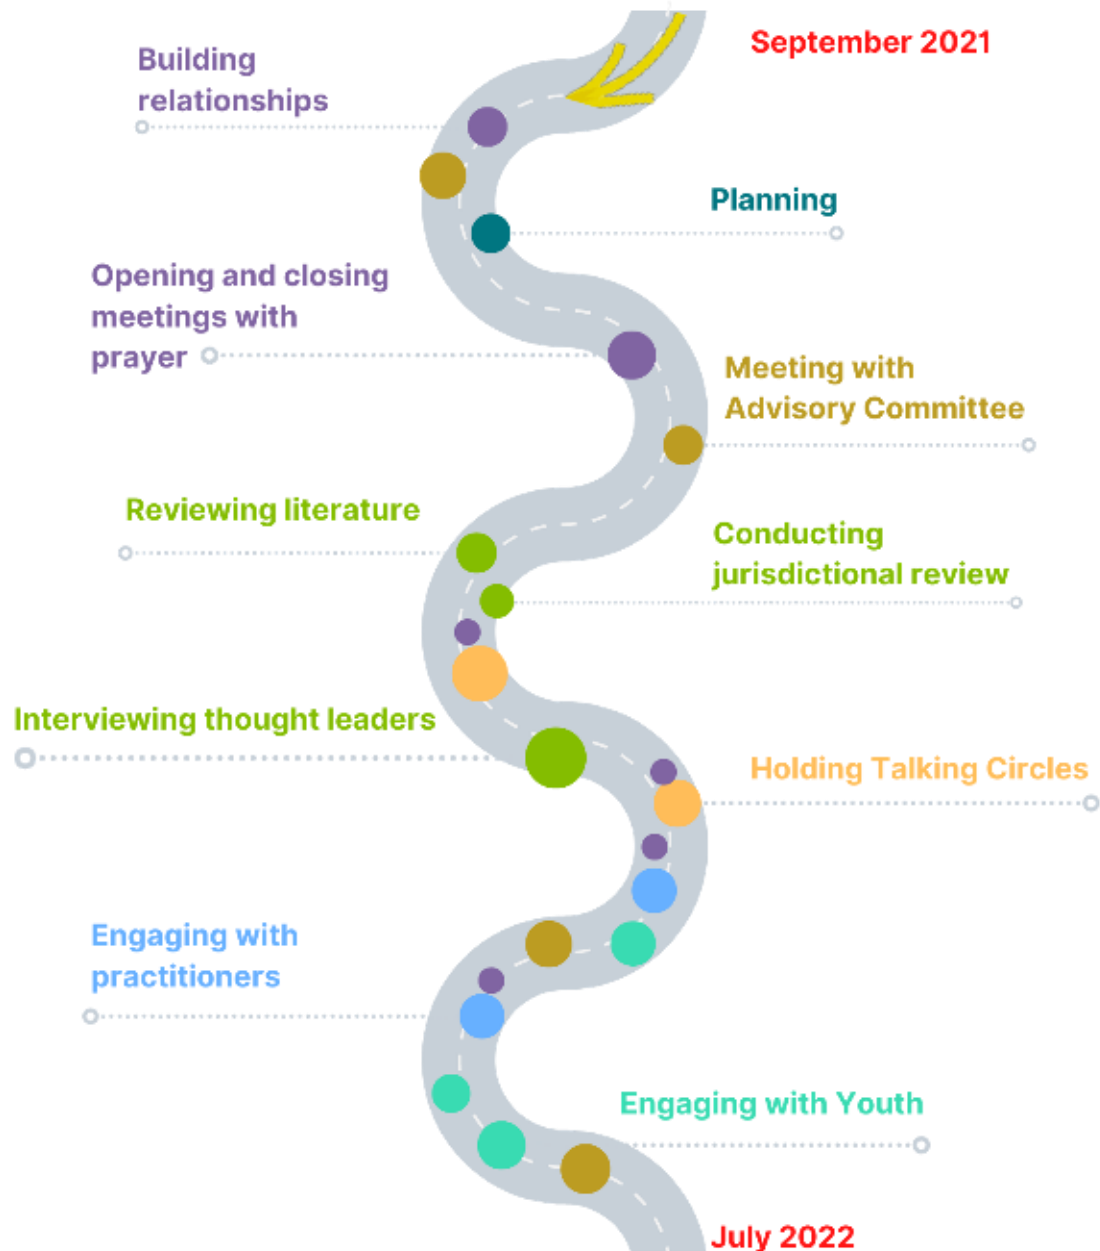 September 2021
Building
relationships
Planning
Opening and closing
meetings with
prayer
Meeting with
Advisory Committee
Reviewing literature
Conducting
jurisdictional review
Interviewing thought leaders
Holding Talking Circles
Engaging with
practitioners
Engaging with Youth
July 2022